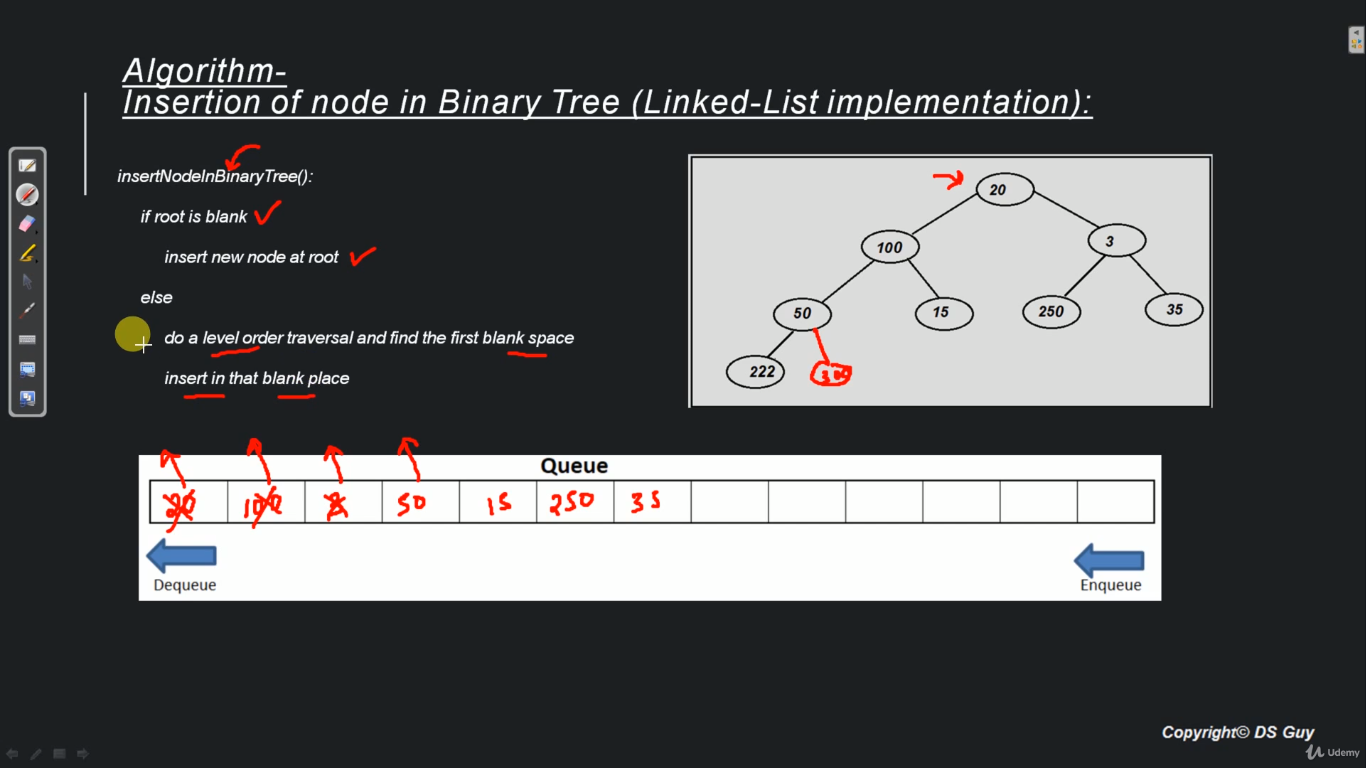 Algorithm-
Insertion of node in Binary Tree (Linked-List implementation):
insertNodeInBinaryTree():
if root is blank
insert new node at root
else
do a level order traversal and find the first blank space
insert in that blank place
20
100 3
50 15 250 35
222
Queue
20 100 50 15 250 35
Dequeue Enqueue
Copyright© DS Guy
Udemy